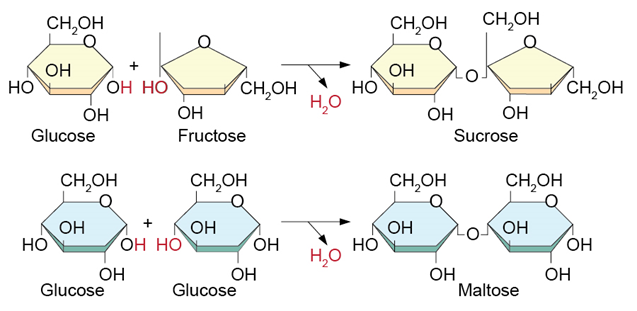 CH₂OH CH₂OH CH₂OH
O O O O
+
OH OH O
HO OH HO CH₂OH HO CH₂OH
H₂O
OH OH OH OH
Glucose Fructose Sucrose
CH₂OH CH₂OH CH₂OH CH₂OH
O O O O
+
OH OH OH OH
HO OH HO OH HO O OH
H₂O
OH OH OH OH
Glucose Glucose Maltose